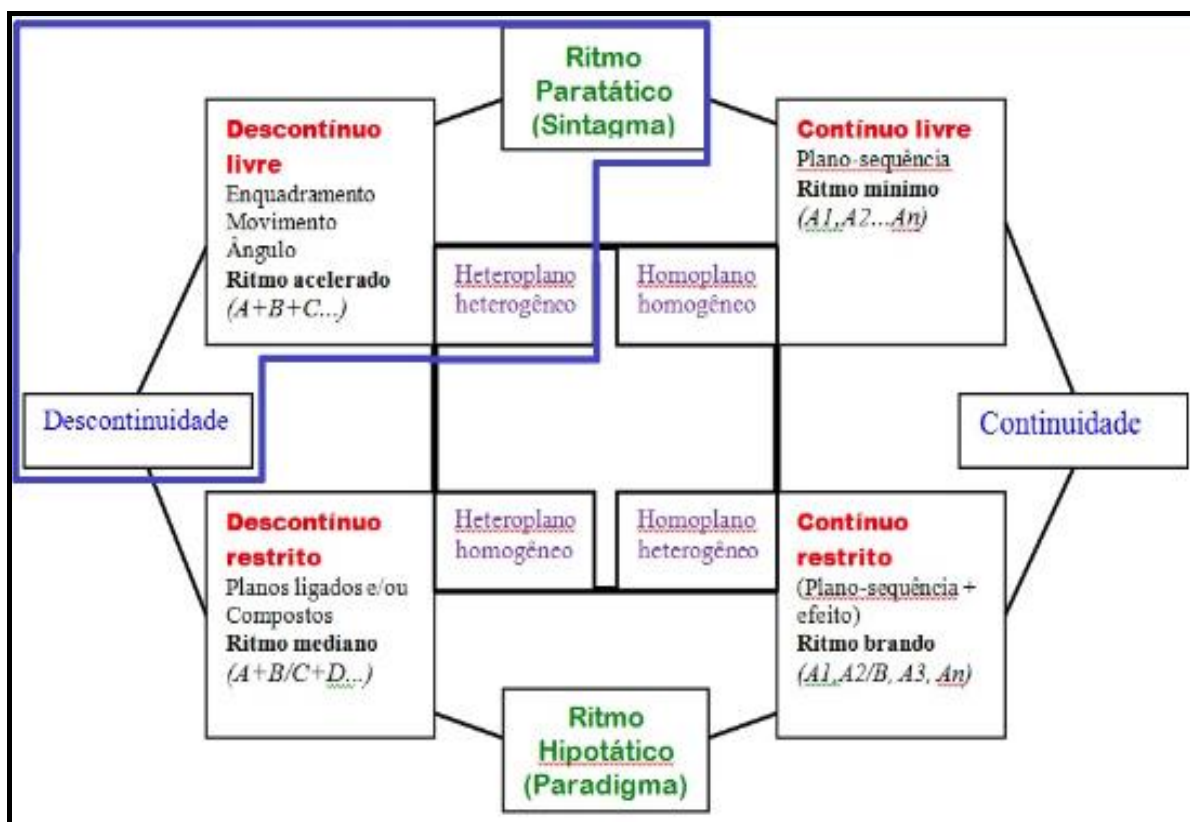 Ritmo
Paratático
(Sintagma)
Descontínuo
livre
Enquadramento
Movimento
Ângulo
Ritmo acelerado
(A+B+C...)
Contínuo livre
Plano-sequência
Ritmo mínimo
(A1,A2...An)
Heteroplano
heterogêneo
Homoplano
homogêneo
Descontinuidade
Continuidade
Descontínuo
restrito
Planos ligados e/ou
Compostos
Ritmo mediano
(A+B/C+D...)
Heteroplano
homogêneo
Homoplano
heterogêneo
Contínuo
restrito
(Plano-sequência +
efeito)
Ritmo brando
(A1,A2/B, A3, An)
Ritmo
Hipotático
(Paradigma)